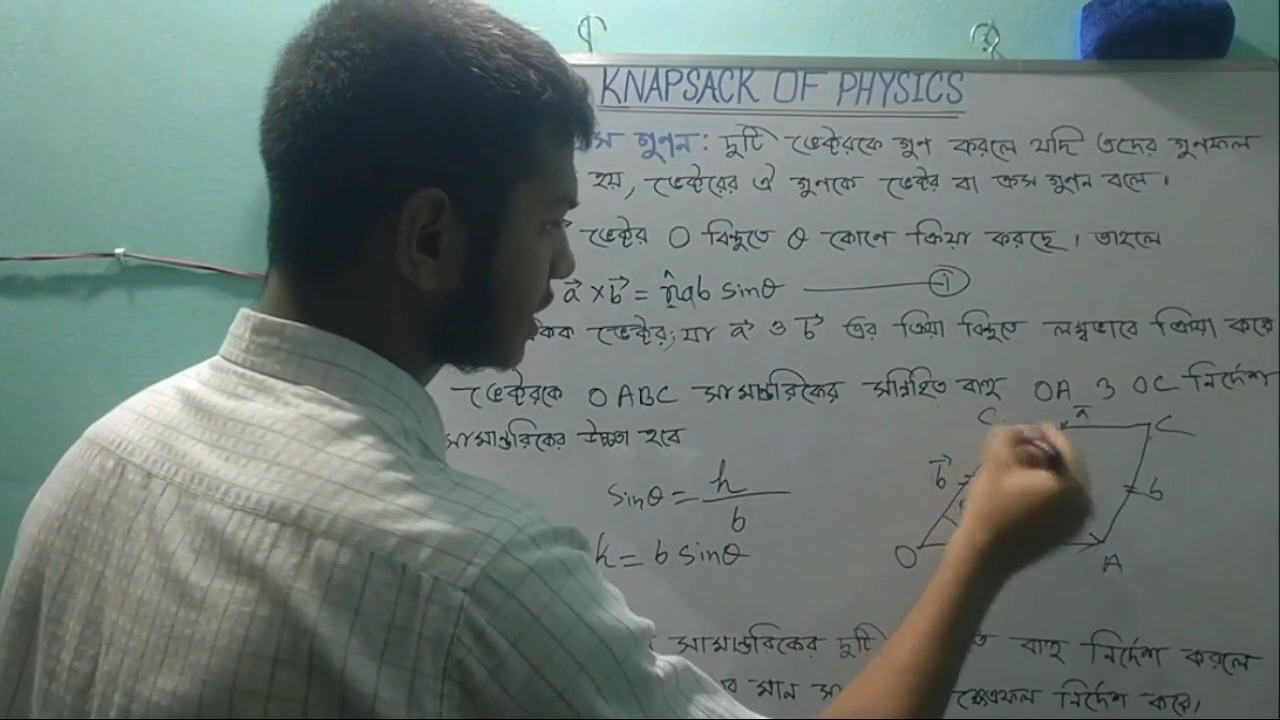 KNAPSACK OF PHYSICS
গুণন: দুটি ভেক্টরকে গুণ করলে যদি তদের গুণফল
হয়, ভেক্টরের ঐ গুণকে ভেক্টর বা ক্রস গুণন বলে।
ভেক্টর O বিন্দুতে θ কোণে ক্রিয়া করছে। তাহলে
a⃗ × b⃗ = n̂ab sinθ ——— (i)
ভেক্টর, যা a⃗ ও b⃗ এর ক্রিয়া বিন্দুতে লম্বভাবে ক্রিয়া করে
ভেক্টরকে OABC সামান্তরিকের সন্নিহিত বাহু OA ও OC নির্দেশ
সামান্তরিকের উচ্চতা হবে
C a C
sinθ = h/b
b⃗ b
h = b sinθ
O A
সামান্তরিকের দুটি বাহু নির্দেশ করলে
মান ক্ষেত্রফল নির্দেশ করে।